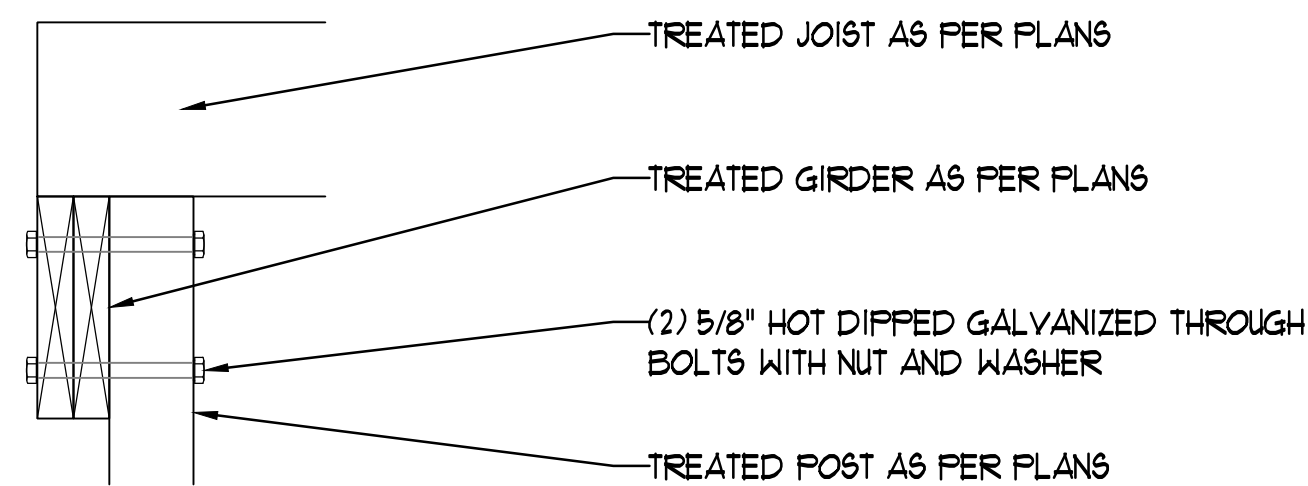 TREATED JOIST AS PER PLANS
TREATED GIRDER AS PER PLANS
(2) 5/8" HOT DIPPED GALVANIZED THROUGH
BOLTS WITH NUT AND WASHER
TREATED POST AS PER PLANS